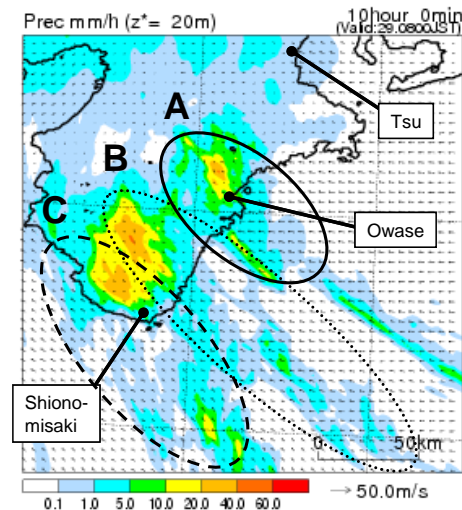 Prec mm/h (z*= 20m)
10hour 0min
(Valid:29.0800JST)
A
Tsu
B
C
Owase
Shiono-
misaki
0 50km
0.1 1.0 5.0 10.0 20.0 40.0 60.0
50.0m/s